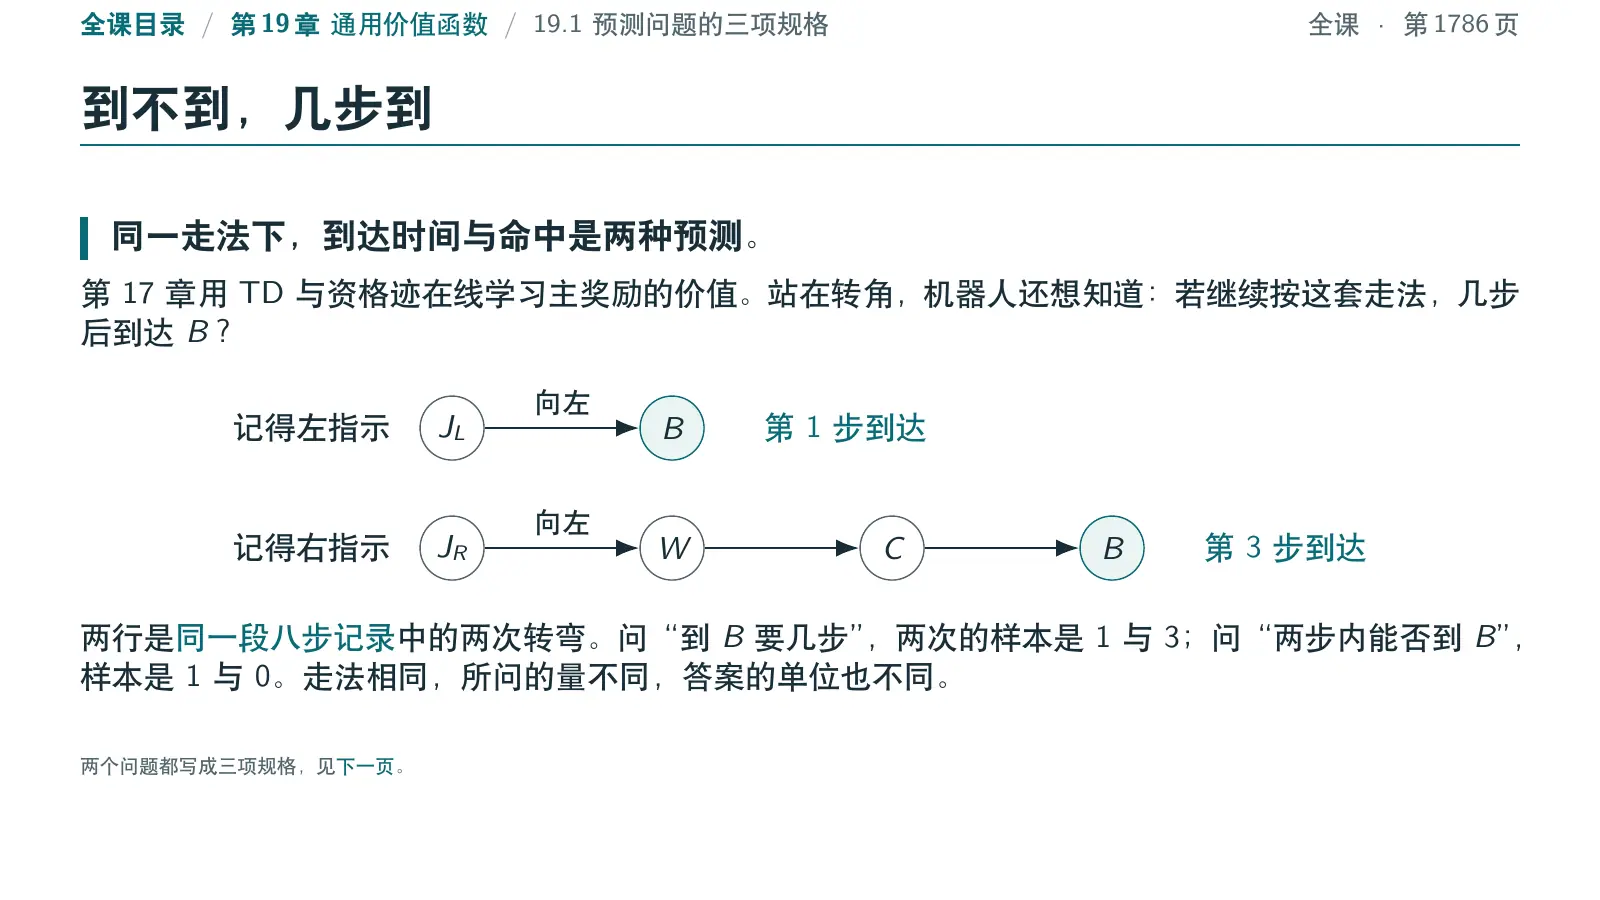 全课目录 / 第 19 章 通用价值函数 / 19.1 预测问题的三项规格
全课 · 第 1786 页
到不到，几步到
同一走法下，到达时间与命中是两种预测。
第 17 章用 TD 与资格迹在线学习主奖励的价值。站在转角，机器人还想知道：若继续按这套走法，几步
后到达 B？
向左
记得左指示 J_L B 第 1 步到达
向左
记得右指示 J_R W C B 第 3 步到达
两行是同一段八步记录中的两次转弯。问“到 B 要几步”，两次的样本是 1 与 3；问“两步内能否到 B”，
样本是 1 与 0。走法相同，所问的量不同，答案的单位也不同。
两个问题都写成三项规格，见下一页。